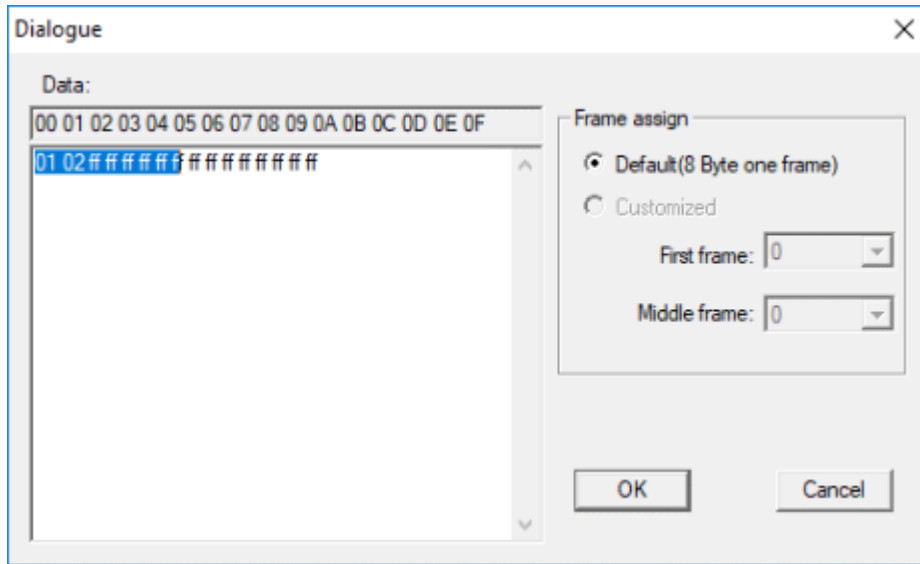 Dialogue
Data:
00 01 02 03 04 05 06 07 08 09 0A 0B 0C 0D 0E 0F
01 02 ff ff ff ff ff ff ff ff ff ff ff ff ff ff
Frame assign
Default(8 Byte one frame)
Customized
First frame: 0
Middle frame: 0
OK
Cancel